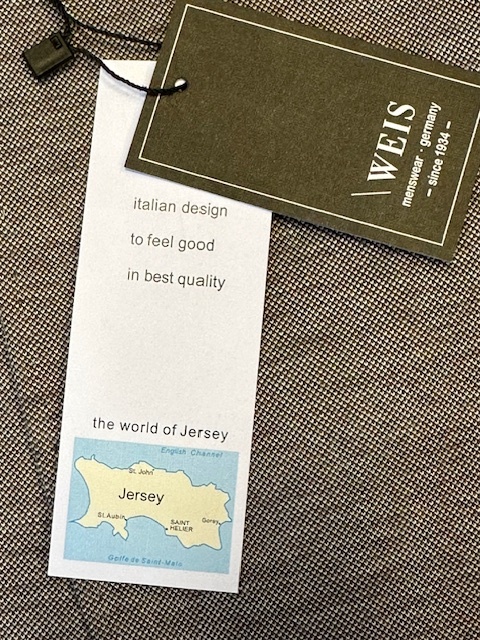 \WEIS
menswear · germany
– since 1934 –
italian design
to feel good
in best quality
the world of Jersey
English Channel
St. John
Jersey
St.Aubin
SAINT
HELIER
Gorey
Golfe de Saint-Malo